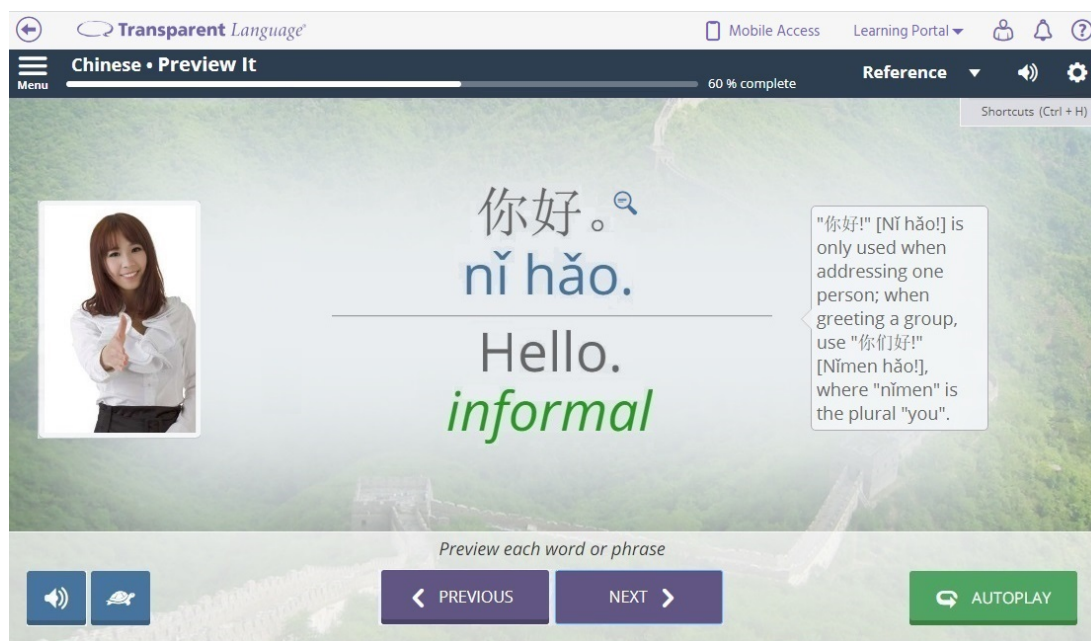 Transparent Language®
Mobile Access
Learning Portal
Menu
Chinese • Preview It
60 % complete
Reference
Shortcuts (Ctrl + H)
你好。
nǐ hǎo.
Hello.
informal
"你好!" [Nǐ hǎo!] is
only used when
addressing one
person; when
greeting a group,
use "你们好!"
[Nǐmen hǎo!],
where "nǐmen" is
the plural "you".
Preview each word or phrase
PREVIOUS
NEXT
AUTOPLAY